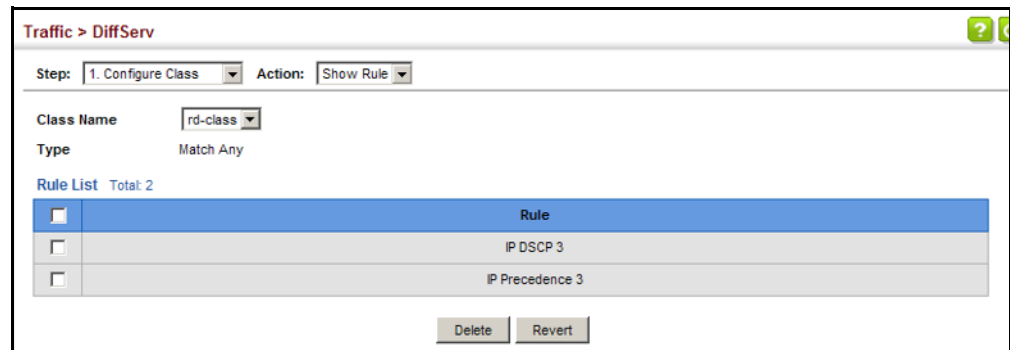 Traffic > DiffServ
?
Step: 1. Configure Class Action: Show Rule
Class Name rd-class
Type Match Any
Rule List Total: 2
Rule
IP DSCP 3
IP Precedence 3
Delete Revert